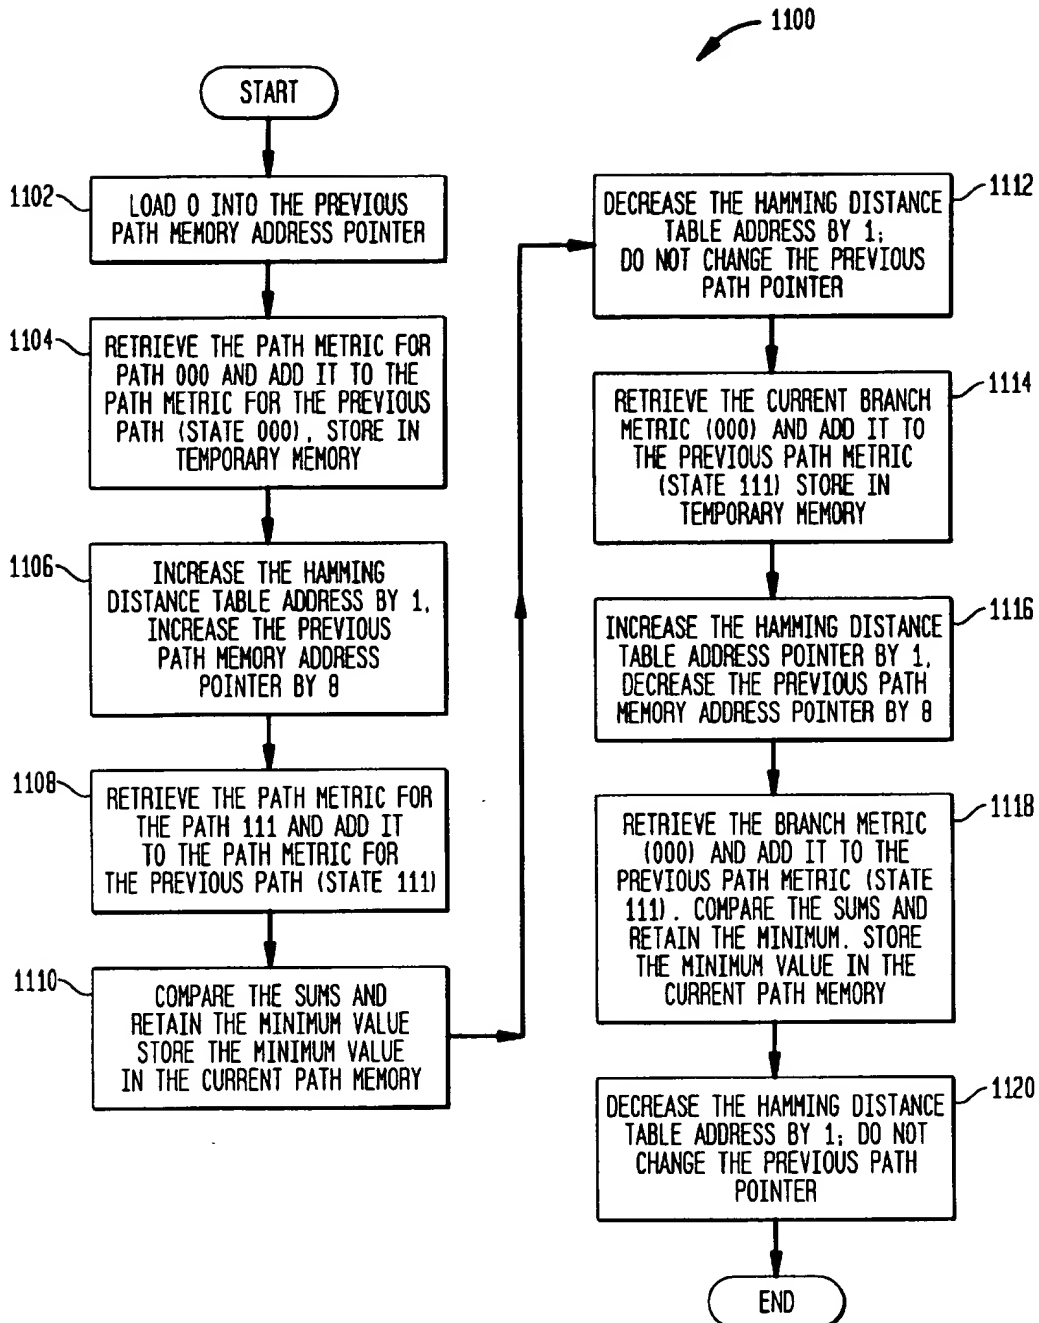 1100
START
1102
LOAD 0 INTO THE PREVIOUS
PATH MEMORY ADDRESS POINTER
1104
RETRIEVE THE PATH METRIC FOR
PATH 000 AND ADD IT TO THE
PATH METRIC FOR THE PREVIOUS
PATH (STATE 000), STORE IN
TEMPORARY MEMORY
1106
INCREASE THE HAMMING
DISTANCE TABLE ADDRESS BY 1,
INCREASE THE PREVIOUS
PATH MEMORY ADDRESS
POINTER BY 8
1108
RETRIEVE THE PATH METRIC FOR
THE PATH 111 AND ADD IT
TO THE PATH METRIC FOR
THE PREVIOUS PATH (STATE 111)
1110
COMPARE THE SUMS AND
RETAIN THE MINIMUM VALUE
STORE THE MINIMUM VALUE
IN THE CURRENT PATH MEMORY
1112
DECREASE THE HAMMING DISTANCE
TABLE ADDRESS BY 1;
DO NOT CHANGE THE PREVIOUS
PATH POINTER
1114
RETRIEVE THE CURRENT BRANCH
METRIC (000) AND ADD IT TO
THE PREVIOUS PATH METRIC
(STATE 111) STORE IN
TEMPORARY MEMORY
1116
INCREASE THE HAMMING DISTANCE
TABLE ADDRESS POINTER BY 1,
DECREASE THE PREVIOUS PATH
MEMORY ADDRESS POINTER BY 8
1118
RETRIEVE THE BRANCH METRIC
(000) AND ADD IT TO THE
PREVIOUS PATH METRIC (STATE
111). COMPARE THE SUMS AND
RETAIN THE MINIMUM. STORE
THE MINIMUM VALUE IN THE
CURRENT PATH MEMORY
1120
DECREASE THE HAMMING DISTANCE
TABLE ADDRESS BY 1; DO NOT
CHANGE THE PREVIOUS PATH
POINTER
END